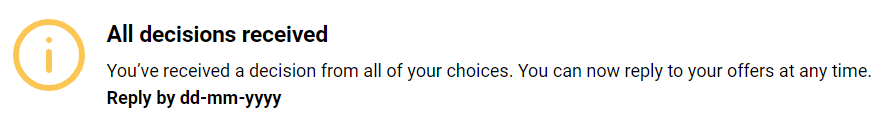 All decisions received
You’ve received a decision from all of your choices. You can now reply to your offers at any time.
Reply by dd-mm-yyyy